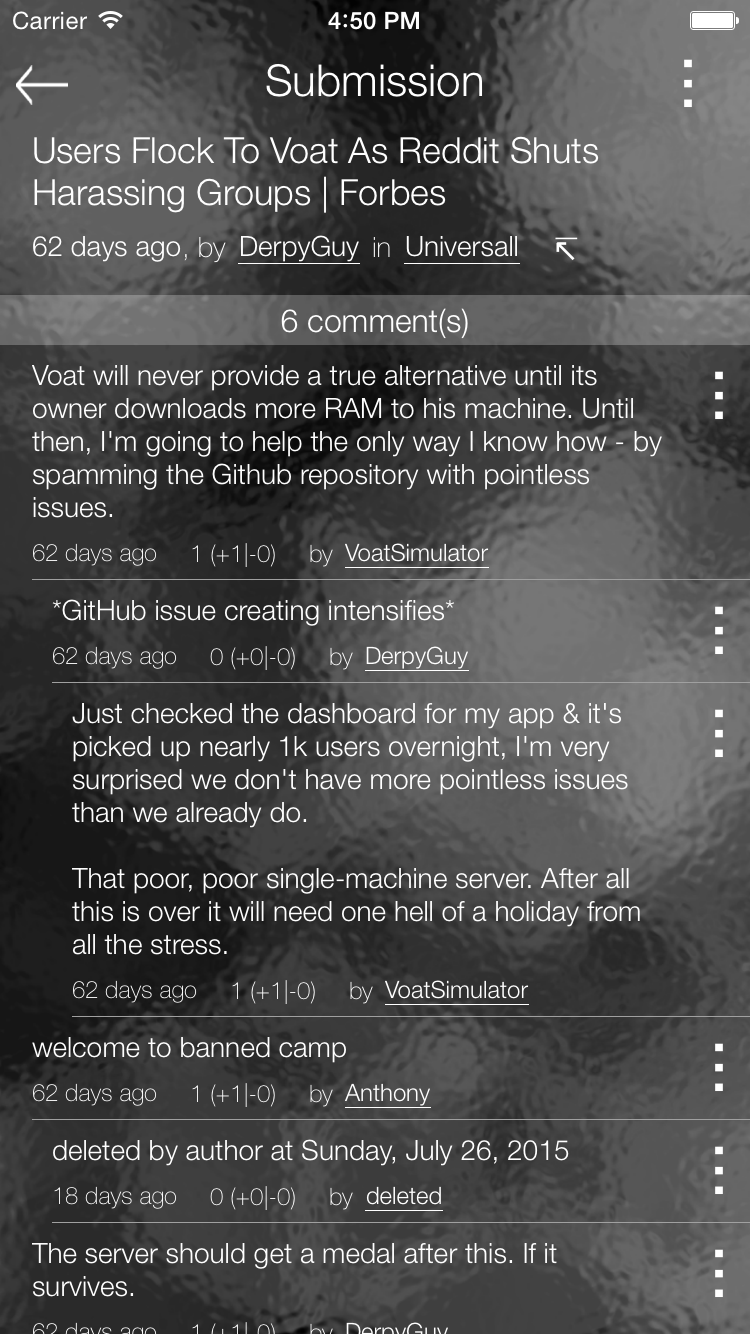 Carrier 4:50 PM
Submission
Users Flock To Voat As Reddit Shuts
Harassing Groups | Forbes
62 days ago, by DerpyGuy in Universall
6 comment(s)
Voat will never provide a true alternative until its
owner downloads more RAM to his machine. Until
then, I'm going to help the only way I know how - by
spamming the Github repository with pointless
issues.
62 days ago 1 (+1|-0) by VoatSimulator
*GitHub issue creating intensifies*
62 days ago 0 (+0|-0) by DerpyGuy
Just checked the dashboard for my app & it's
picked up nearly 1k users overnight, I'm very
surprised we don't have more pointless issues
than we already do.
That poor, poor single-machine server. After all
this is over it will need one hell of a holiday from
all the stress.
62 days ago 1 (+1|-0) by VoatSimulator
welcome to banned camp
62 days ago 1 (+1|-0) by Anthony
deleted by author at Sunday, July 26, 2015
18 days ago 0 (+0|-0) by deleted
The server should get a medal after this. If it
survives.
62 days ago 1 (+1|-0) by DerpyGuy